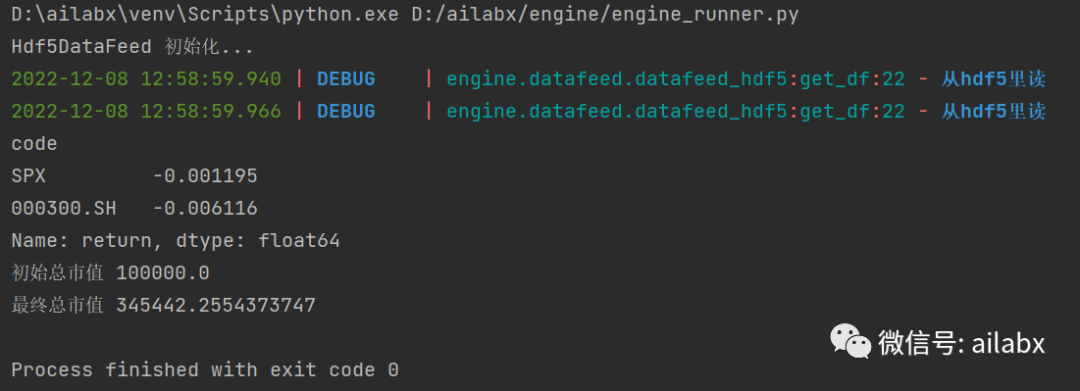 D:\ailabx\venv\Scripts\python.exe D:/ailabx/engine/engine_runner.py
Hdf5DataFeed 初始化...
2022-12-08 12:58:59.940 | DEBUG    | engine.datafeed.datafeed_hdf5:get_df:22 - 从hdf5里读
2022-12-08 12:58:59.966 | DEBUG    | engine.datafeed.datafeed_hdf5:get_df:22 - 从hdf5里读
code
SPX         -0.001195
000300.SH   -0.006116
Name: return, dtype: float64
初始总市值 100000.0
最终总市值 345442.2554373747
微信号: ailabx
Process finished with exit code 0